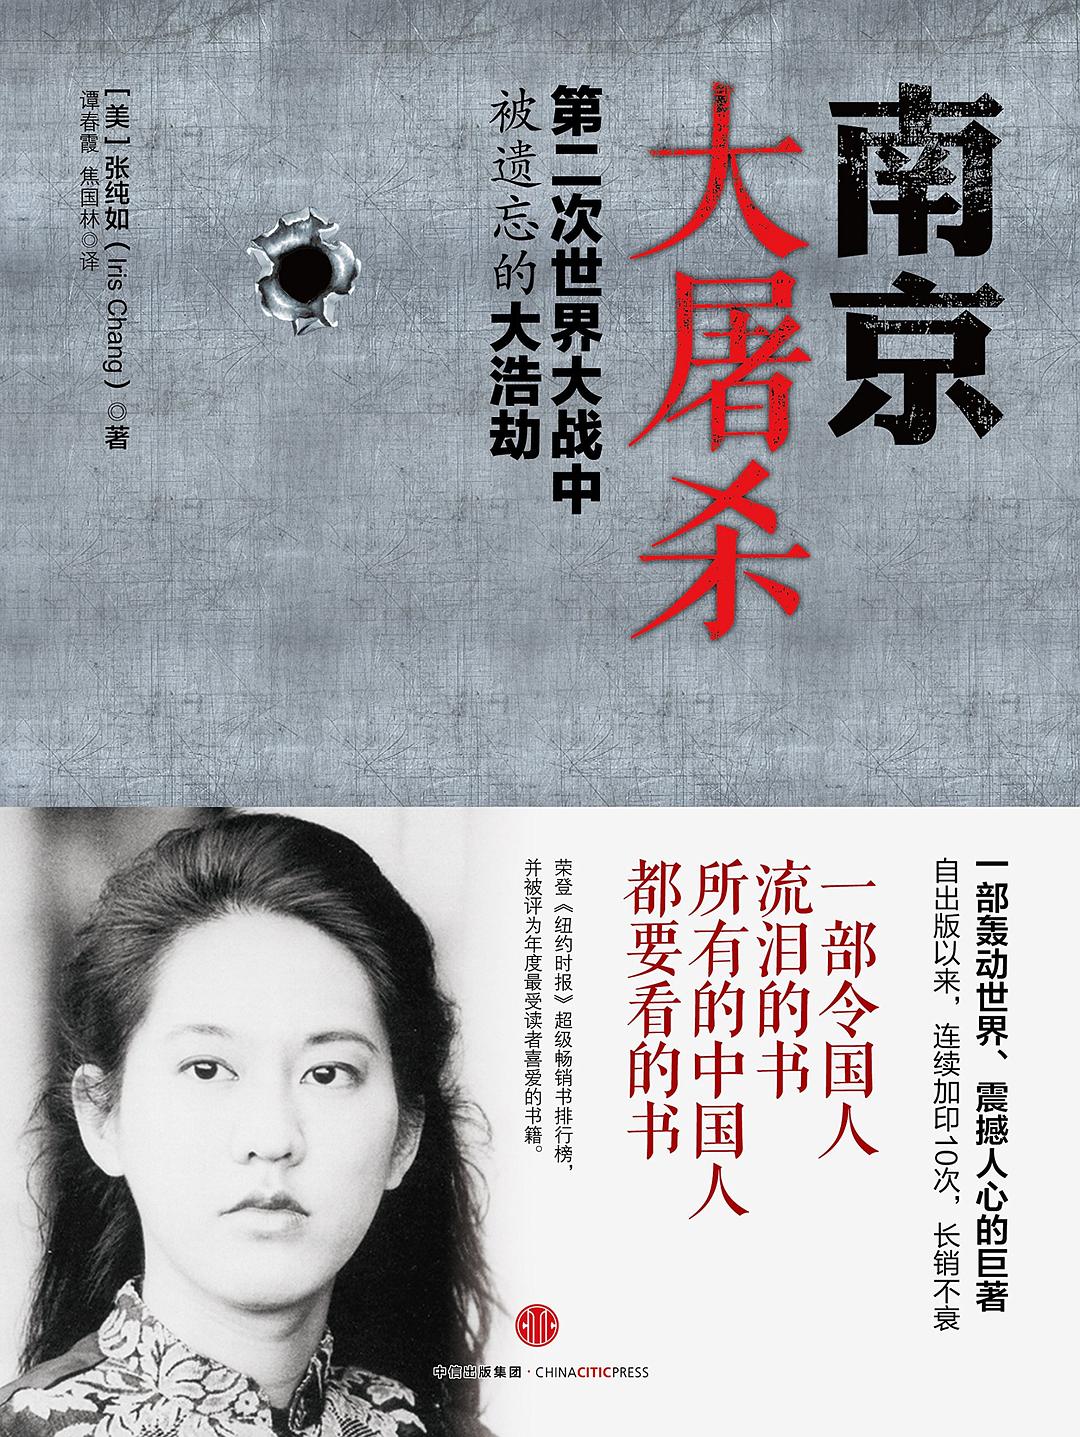 南京
大屠杀
第二次世界大战中
被遗忘的大浩劫
[美]张纯如(Iris Chang)◎著
谭春霞 焦国林◎译
一部轰动世界、震撼人心的巨著
自出版以来，连续加印10次，长销不衰
一部令国人
流泪的书
所有的中国人
都要看的书
荣登《纽约时报》超级畅销书排行榜，
并被评为年度最受读者喜爱的书籍。
中信出版集团·CHINACITICPRESS